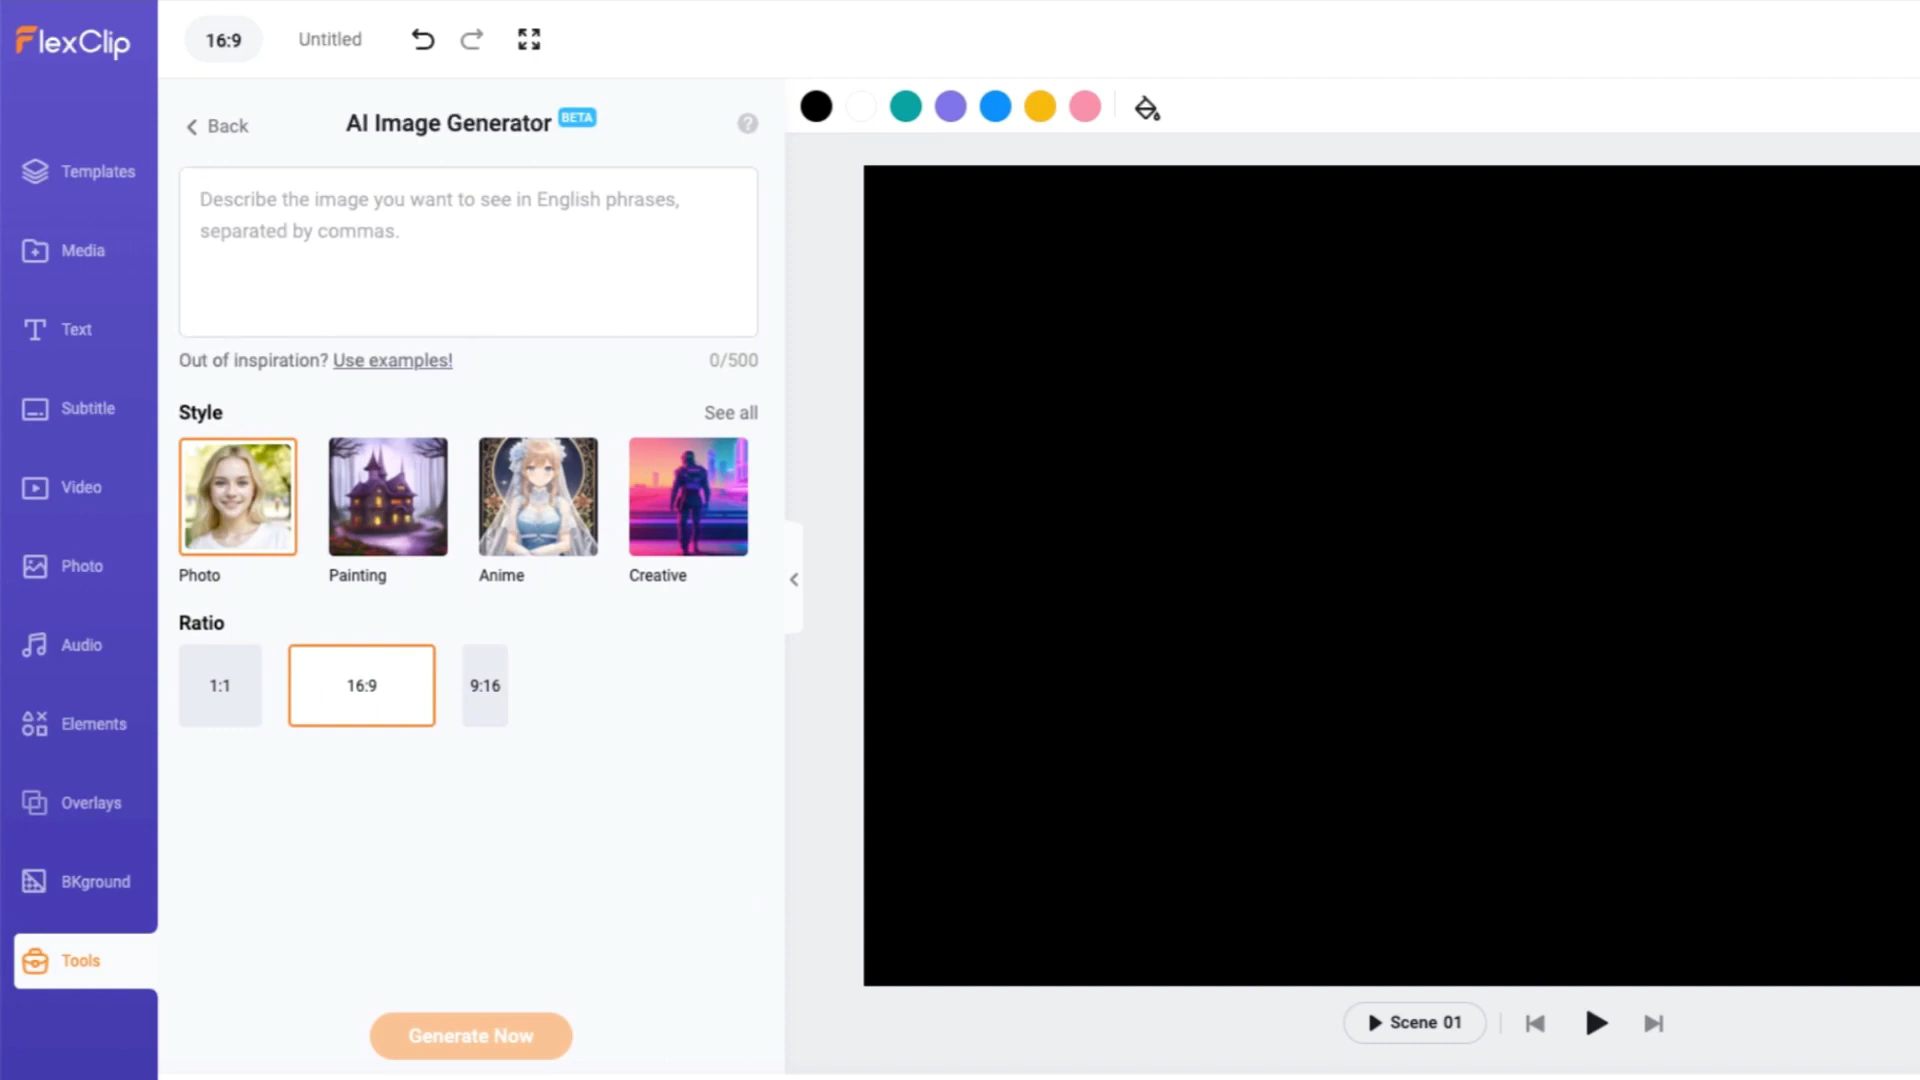 FlexClip
16:9
Untitled
Back
AI Image Generator BETA
?
Templates
Describe the image you want to see in English phrases,
separated by commas.
Media
Text
Out of inspiration? Use examples!
0/500
Subtitle
Style
See all
Video
Photo
Photo
Painting
Anime
Creative
Ratio
Audio
1:1
16:9
9:16
Elements
Overlays
BKground
Tools
Generate Now
Scene 01